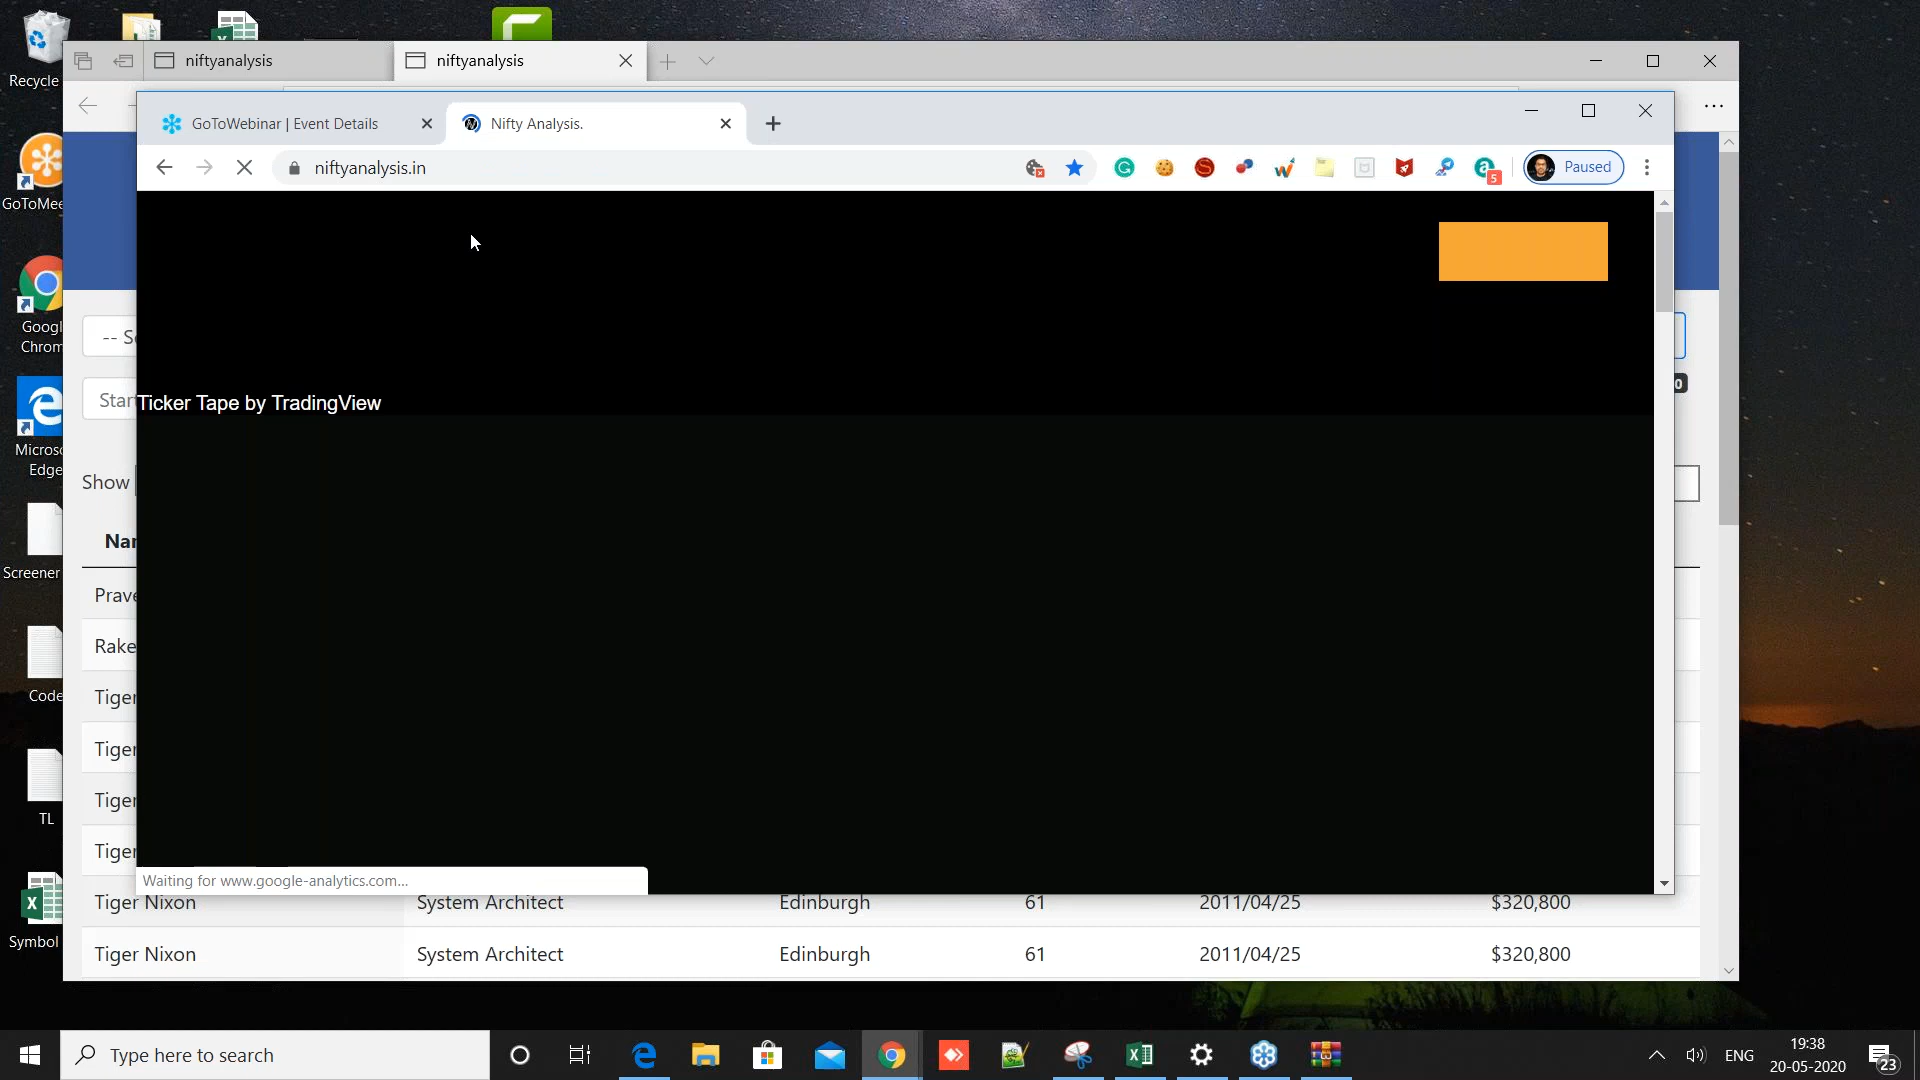 Recycle
niftyanalysis
niftyanalysis
GoToWebinar | Event Details
Nifty Analysis.
niftyanalysis.in
5
Paused
GoToMee
Ticker Tape by TradingView
Googl
Chrom
-- S
Start
0
Micros
Edge
Show
Nar
Screener
Prave
Rake
Code
Tiger
Tiger
Tiger
TL
Tiger
Waiting for www.google-analytics.com...
Tiger Nixon System Architect Edinburgh 61 2011/04/25 $320,800
Symbol
Tiger Nixon System Architect Edinburgh 61 2011/04/25 $320,800
Type here to search
ENG
19:38
20-05-2020
23